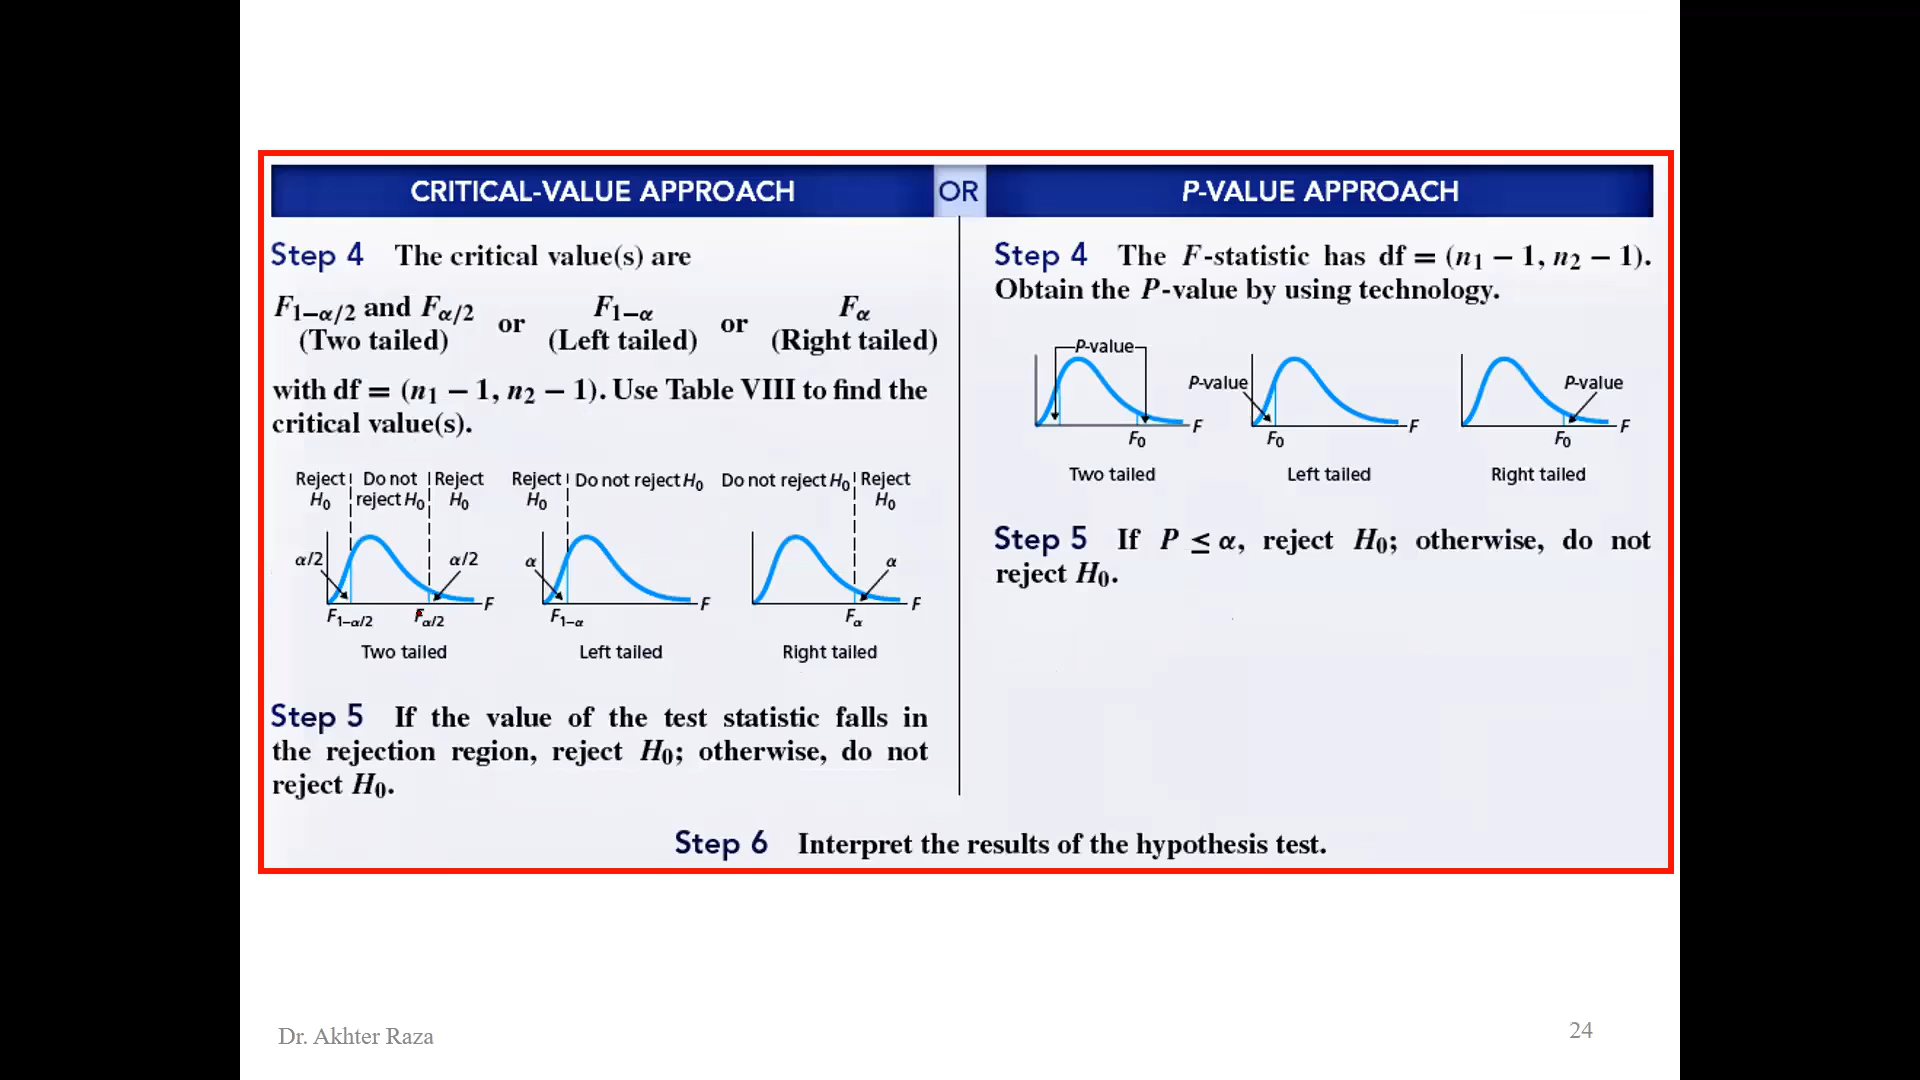 CRITICAL-VALUE APPROACH OR P-VALUE APPROACH
Step 4 The critical value(s) are
F1−α/2 and Fα/2 or F1−α or Fα
(Two tailed) (Left tailed) (Right tailed)
with df = (n1 − 1, n2 − 1). Use Table VIII to find the
critical value(s).
Reject Do not Reject
H0 reject H0 H0
α/2 α/2
F
F1−α/2 Fα/2
Two tailed
Reject Do not reject H0
H0
α
F
F1−α
Left tailed
Do not reject H0 Reject
H0
α
F
Fα
Right tailed
Step 5 If the value of the test statistic falls in
the rejection region, reject H0; otherwise, do not
reject H0.
Step 4 The F-statistic has df = (n1 − 1, n2 − 1).
Obtain the P-value by using technology.
P-value
F
F0
Two tailed
P-value
F
F0
Left tailed
P-value
F
F0
Right tailed
Step 5 If P ≤ α, reject H0; otherwise, do not
reject H0.
Step 6 Interpret the results of the hypothesis test.
Dr. Akhter Raza
24